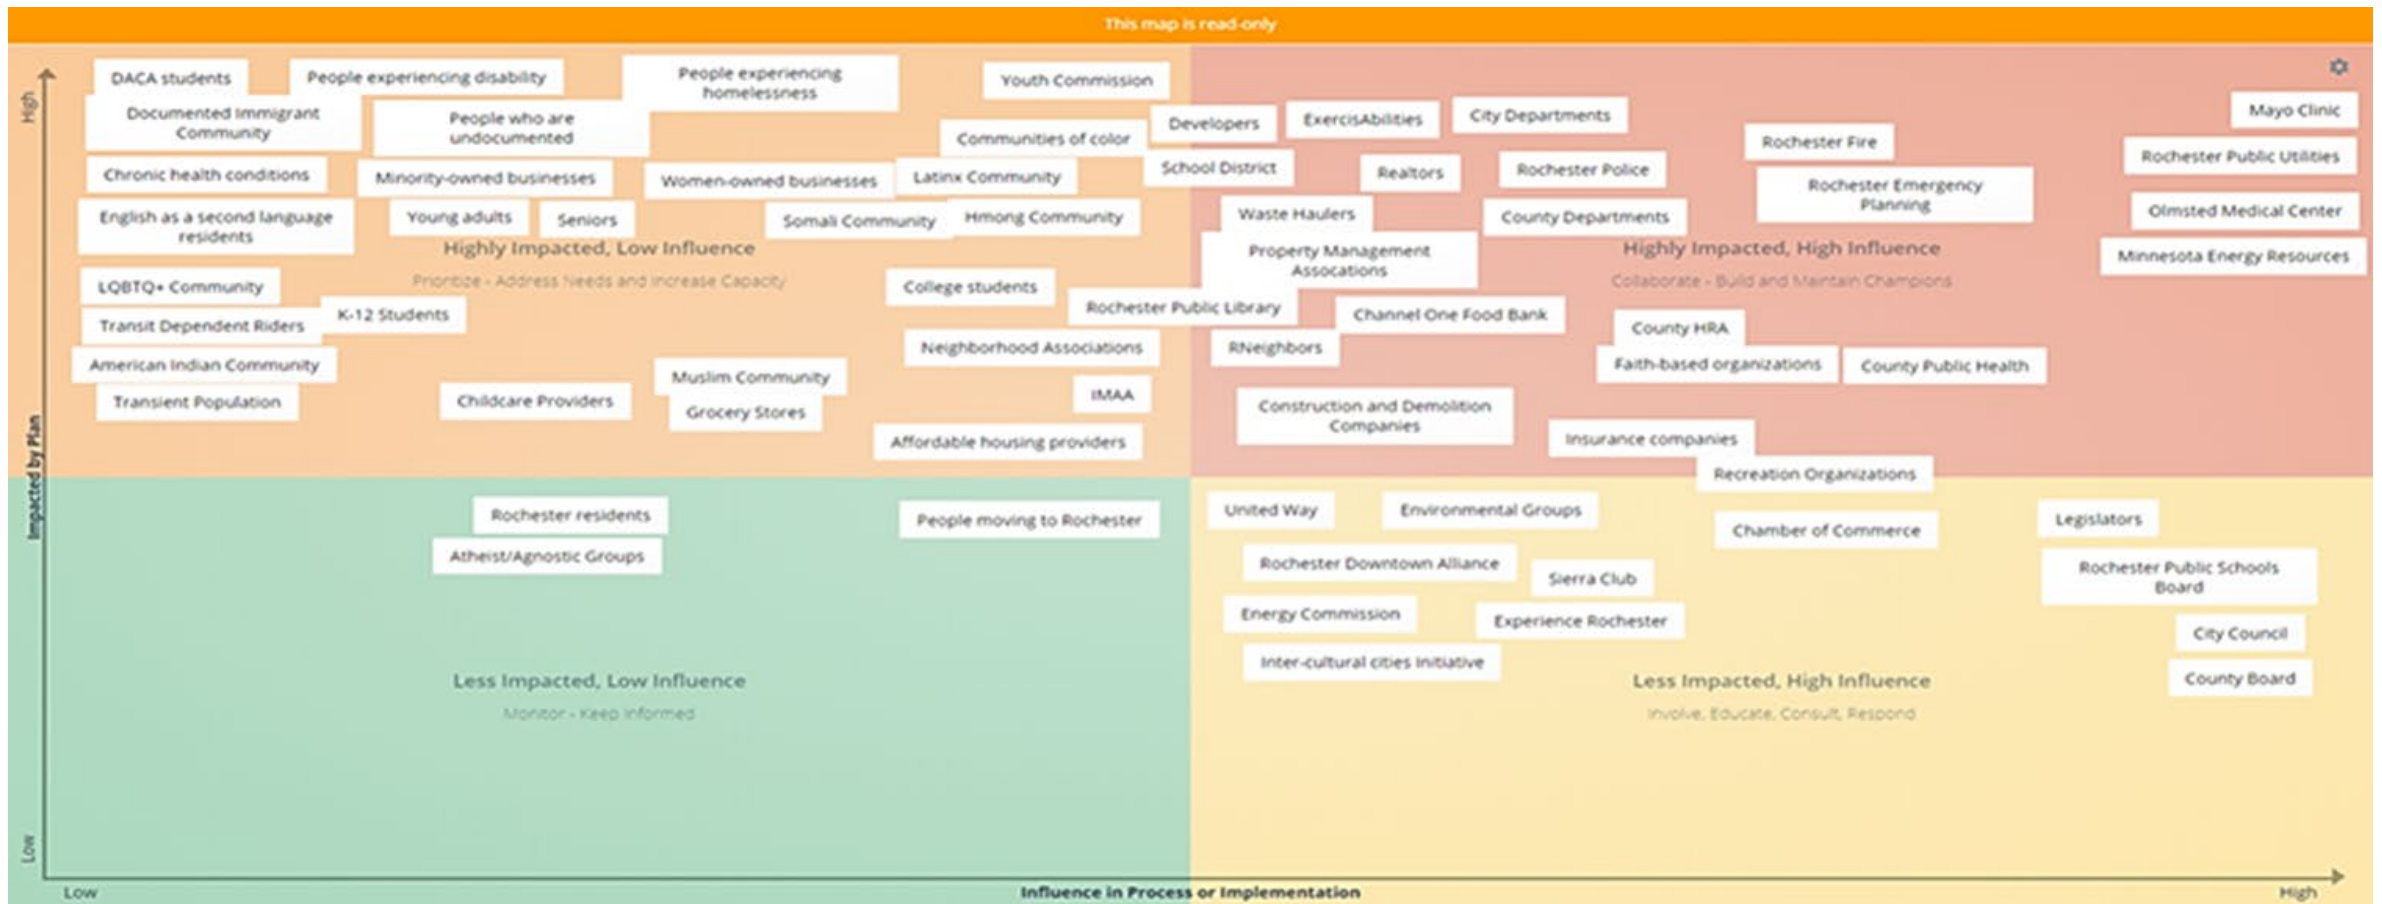 This map is read-only
High
DACA students
People experiencing disability
People experiencing
homelessness
Youth Commission
Documented Immigrant
Community
People who are
undocumented
Communities of color
Chronic health conditions
Minority-owned businesses
Women-owned businesses
Latinx Community
English as a second language
residents
Young adults
Seniors
Somali Community
Hmong Community
Highly Impacted, Low Influence
Prioritize - Address Needs and Increase Capacity
LQBTQ+ Community
K-12 Students
College students
Transit Dependent Riders
Neighborhood Associations
American Indian Community
Muslim Community
IMAA
Transient Population
Childcare Providers
Grocery Stores
Affordable housing providers
Developers
ExercisAbilities
City Departments
Mayo Clinic
Rochester Fire
School District
Realtors
Rochester Police
Rochester Public Utilities
Rochester Emergency
Planning
Waste Haulers
County Departments
Olmsted Medical Center
Property Management
Assocations
Highly Impacted, High Influence
Collaborate - Build and Maintain Champions
Minnesota Energy Resources
Rochester Public Library
Channel One Food Bank
County HRA
RNeighbors
Faith-based organizations
County Public Health
Construction and Demolition
Companies
Insurance companies
Recreation Organizations
Impacted by Plan
Rochester residents
People moving to Rochester
Atheist/Agnostic Groups
Less Impacted, Low Influence
Monitor - Keep Informed
United Way
Environmental Groups
Chamber of Commerce
Legislators
Rochester Downtown Alliance
Sierra Club
Rochester Public Schools
Board
Energy Commission
Experience Rochester
City Council
Inter-cultural cities Initiative
County Board
Less Impacted, High Influence
Involve, Educate, Consult, Respond
Low
Low
Influence in Process or Implementation
High